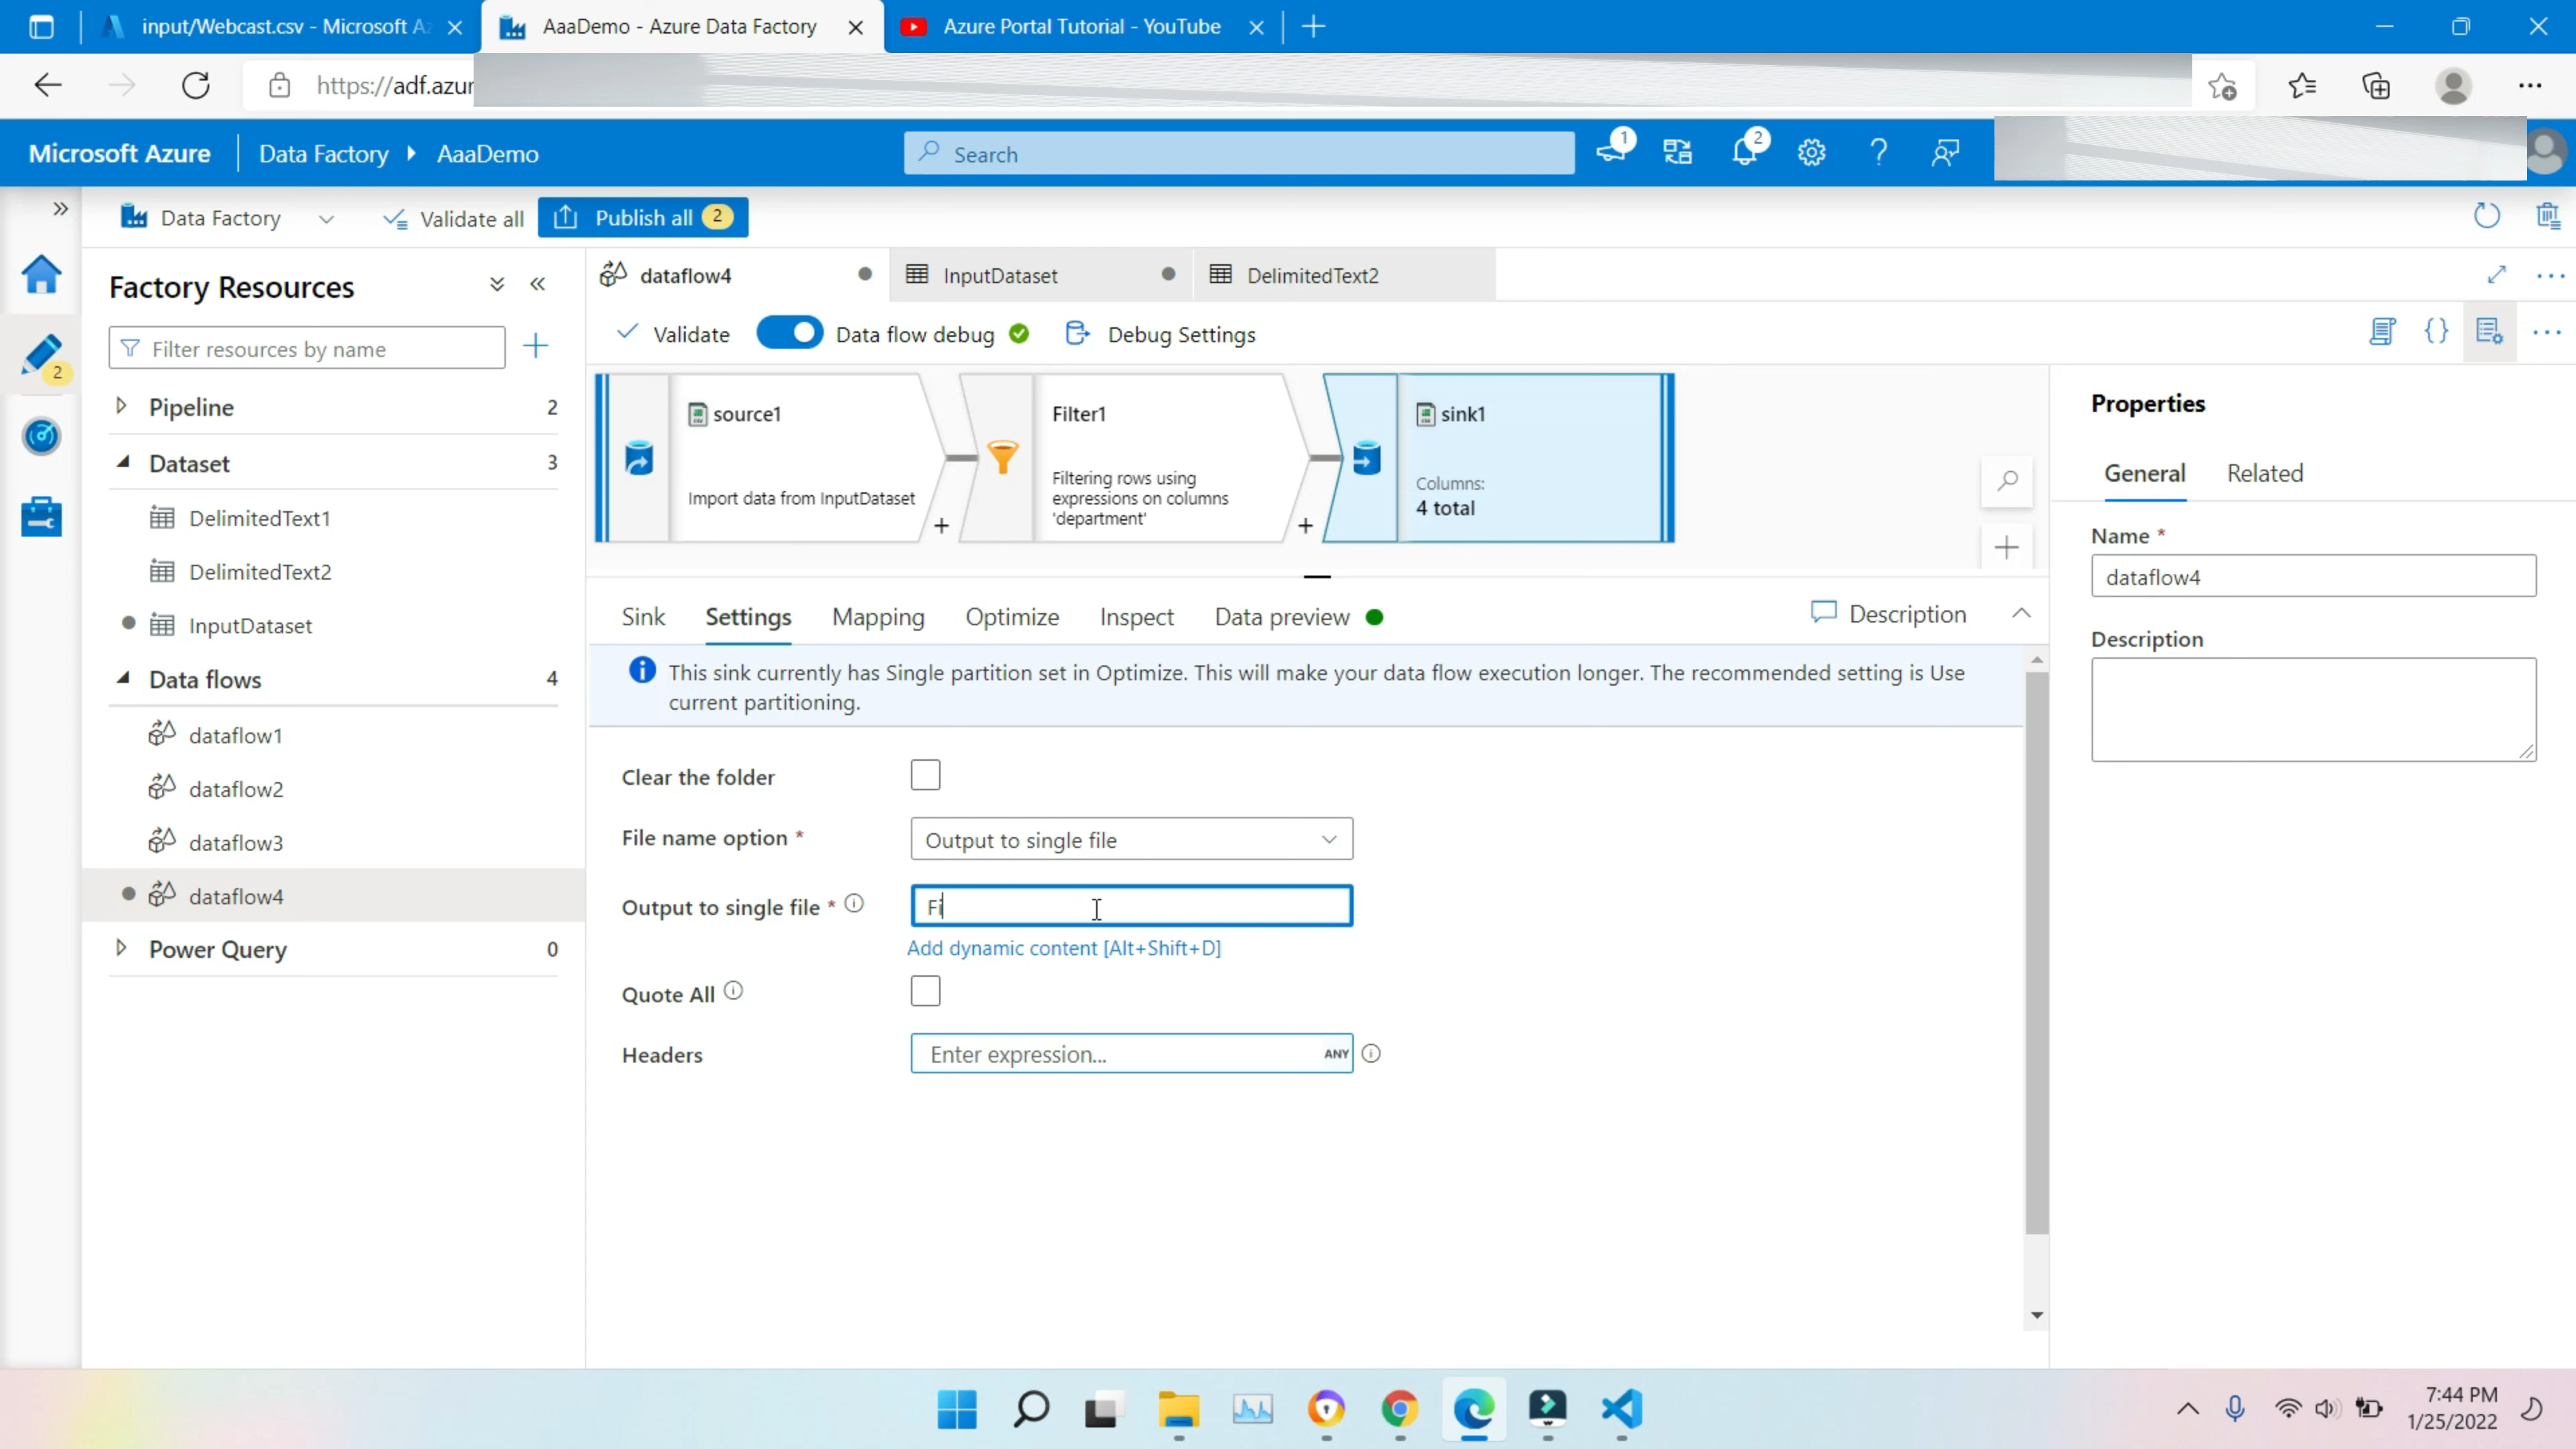 input/Webcast.csv - Microsoft A
AaaDemo - Azure Data Factory
Azure Portal Tutorial - YouTube
https://adf.azur
Microsoft Azure
Data Factory
AaaDemo
Search
1
2
Data Factory
Validate all
Publish all 2
Factory Resources
Filter resources by name
2
Pipeline 2
Dataset 3
DelimitedText1
DelimitedText2
InputDataset
Data flows 4
dataflow1
dataflow2
dataflow3
dataflow4
Power Query 0
dataflow4
InputDataset
DelimitedText2
Validate
Data flow debug
Debug Settings
source1
Import data from InputDataset
Filter1
Filtering rows using
expressions on columns
'department'
sink1
Columns:
4 total
Sink
Settings
Mapping
Optimize
Inspect
Data preview
Description
This sink currently has Single partition set in Optimize. This will make your data flow execution longer. The recommended setting is Use
current partitioning.
Clear the folder
File name option * Output to single file
Output to single file * Fi
Add dynamic content [Alt+Shift+D]
Quote All
Headers Enter expression... ANY
Properties
General
Related
Name *
dataflow4
Description
7:44 PM
1/25/2022